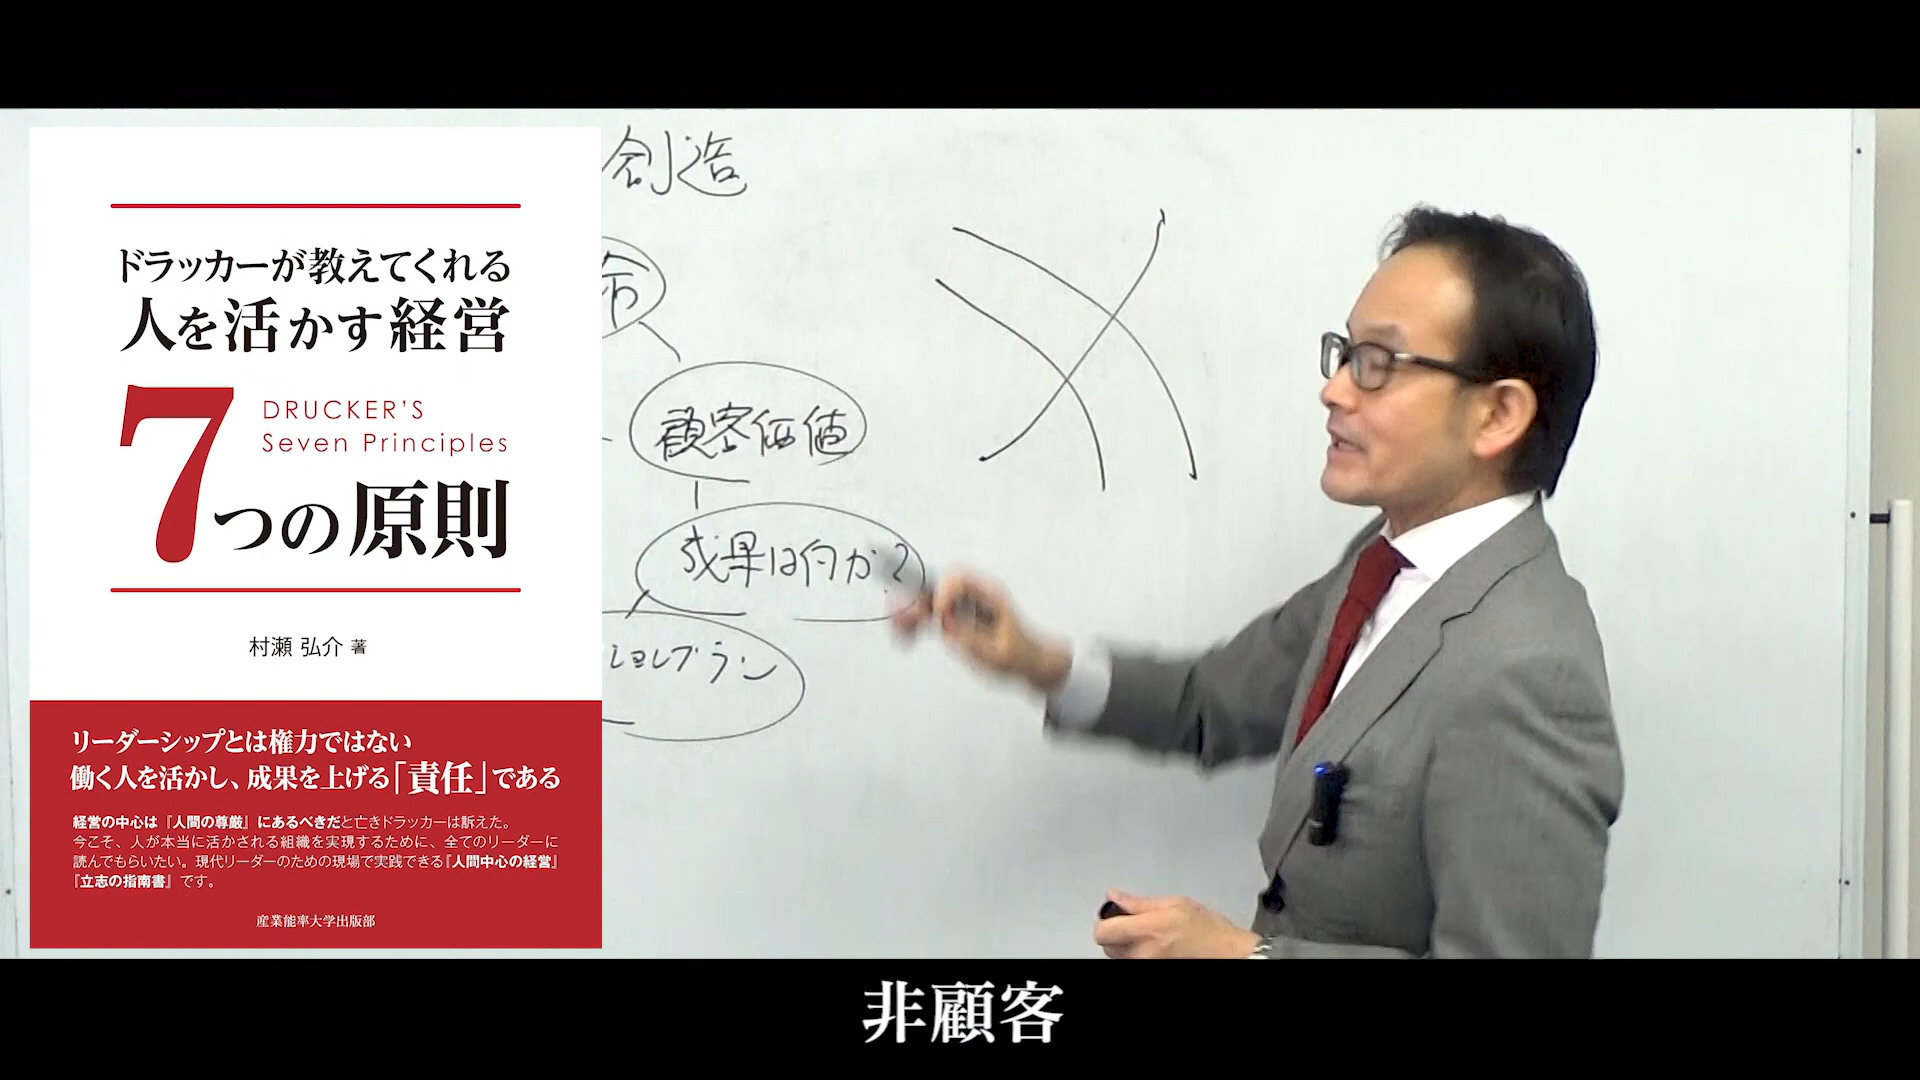 ドラッカーが教えてくれる
人を活かす経営
7
DRUCKER'S
Seven Principles
つの原則
村瀬 弘介 著
リーダーシップとは権力ではない
働く人を活かし、成果を上げる「責任」である
経営の中心は『人間の尊厳』にあるべきだと亡きドラッカーは訴えた。
今こそ、人が本当に活かされる組織を実現するために、全てのリーダーに
読んでもらいたい。現代リーダーのための現場で実践できる『人間中心の経営』
『立志の指南書』です。
産業能率大学出版部
創造
命
顧客価値
成果は何か?
ションプラン
非顧客